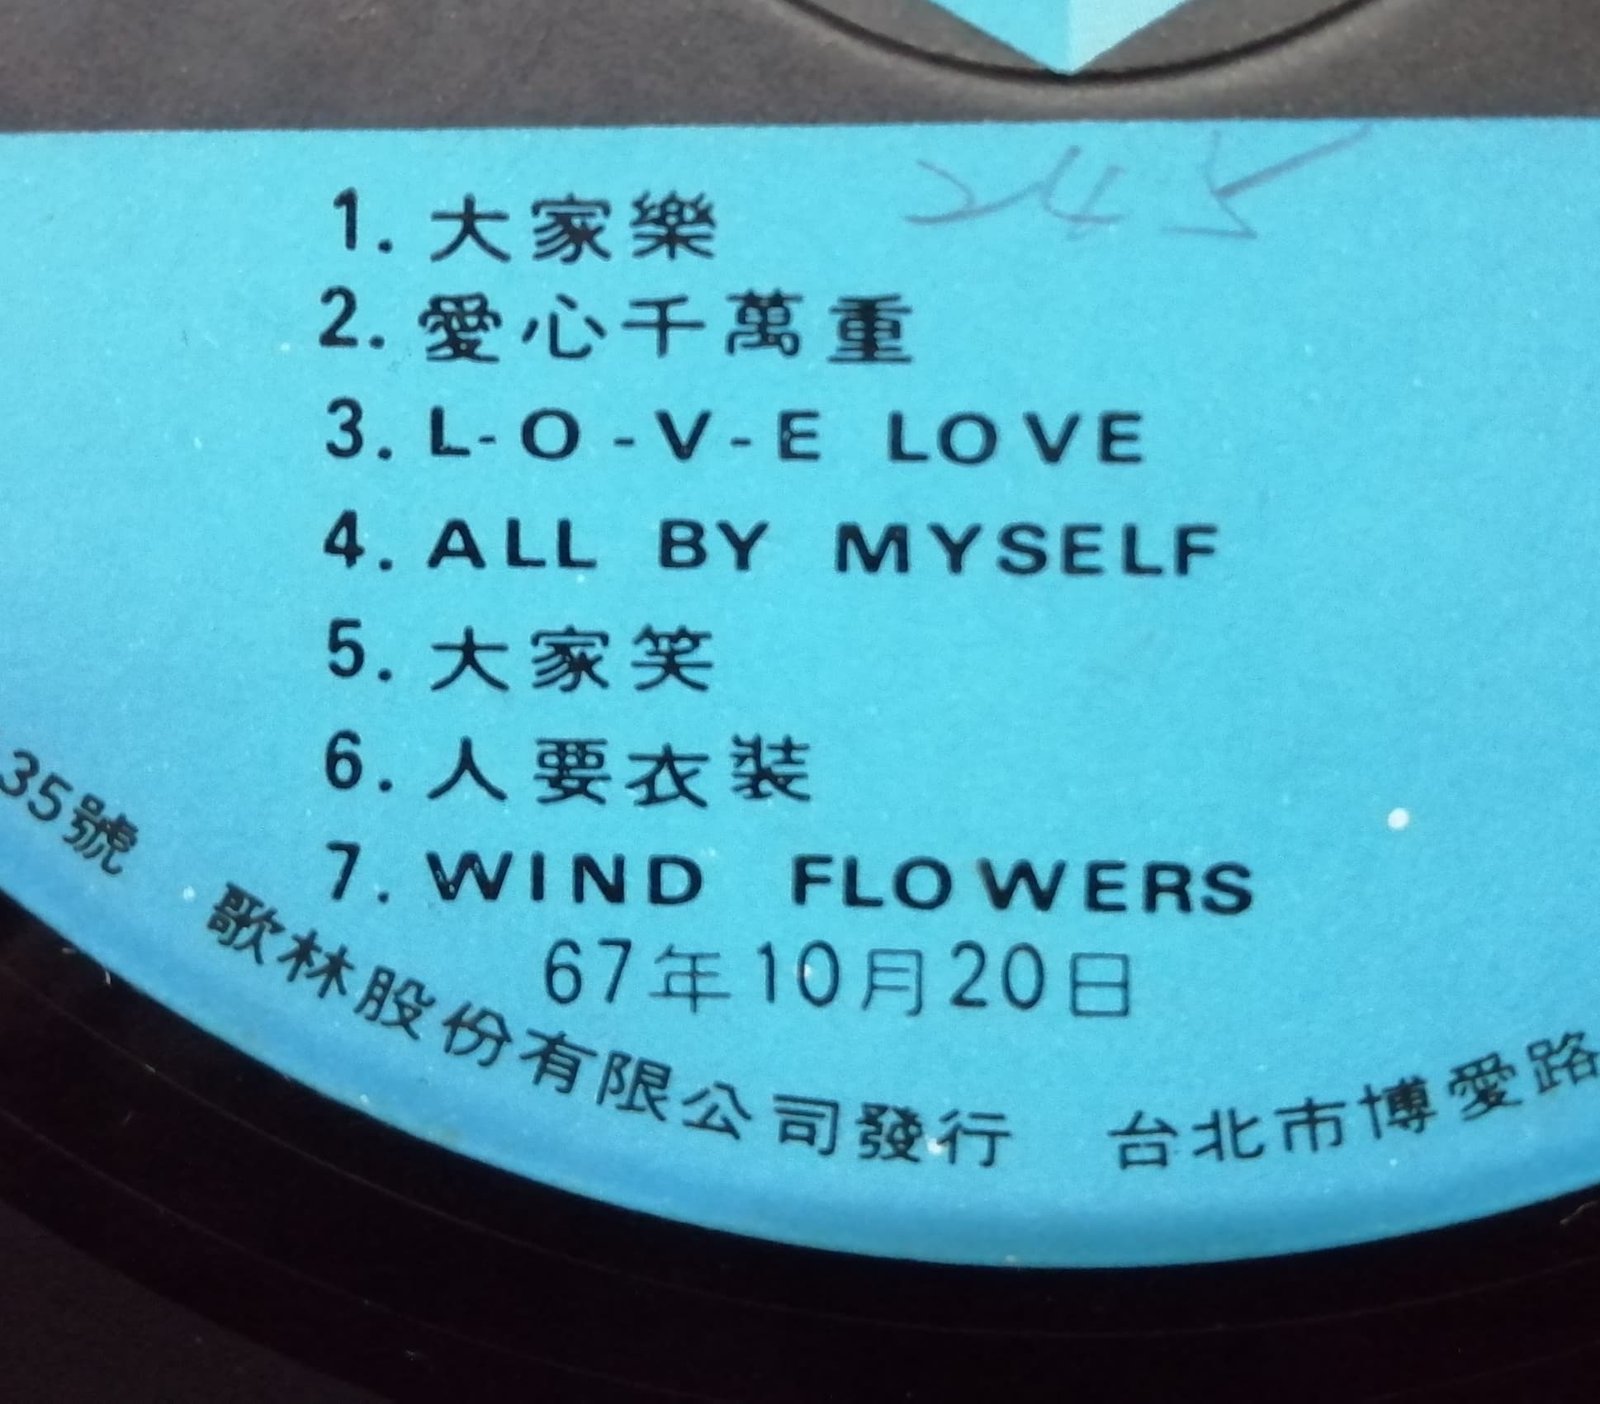 245
1. 大家樂
2. 愛心千萬重
3. L-O-V-E LOVE
4. ALL BY MYSELF
5. 大家笑
6. 人要衣裝
7. WIND FLOWERS
67年10月20日
35號 歌林股份有限公司發行 台北市博愛路